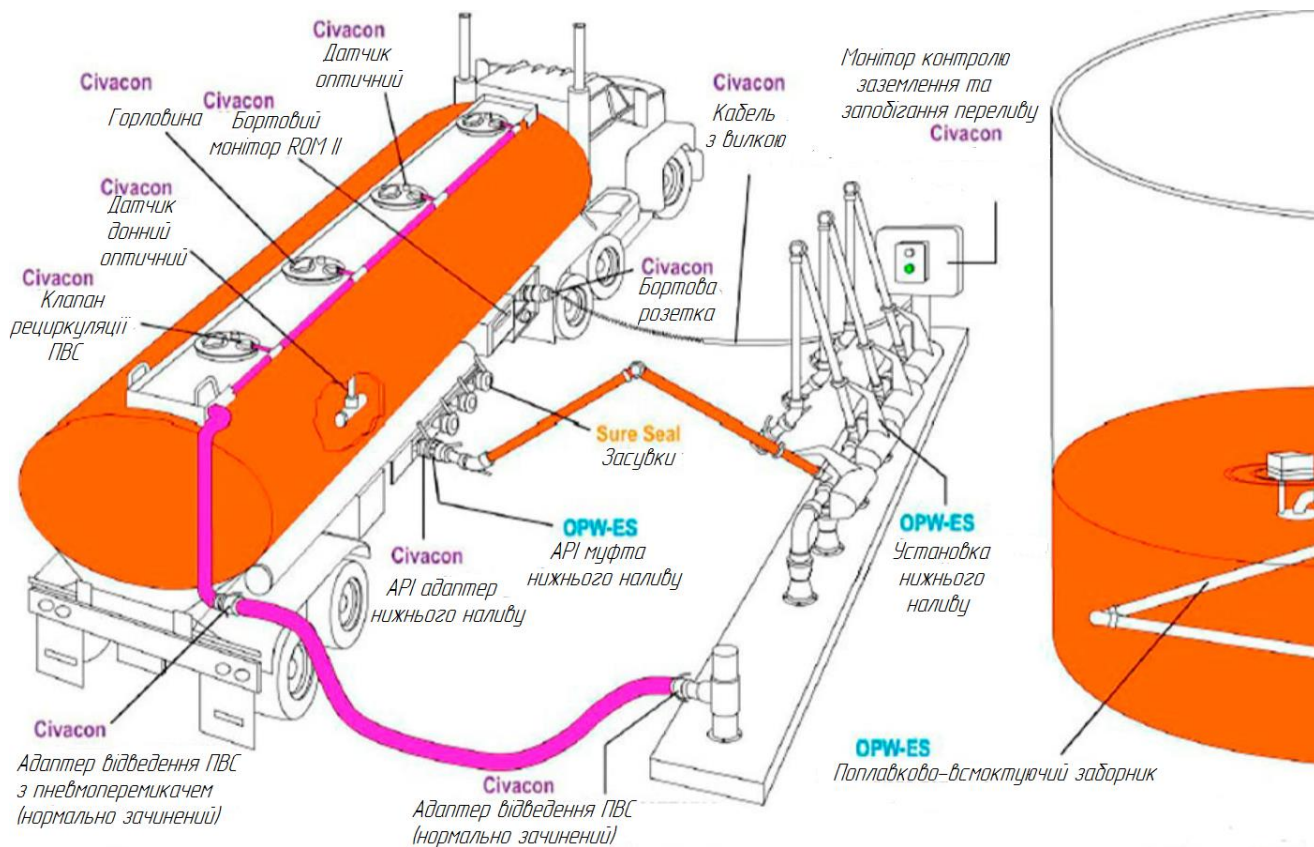 Civacon
Датчик
оптичний
Civacon
Горловина
Civacon
Бортовий
монітор ROM II
Civacon
Датчик
донний
оптичний
Civacon
Клапан
рециркуляції
ПВС
Civacon
Кабель
з вилкою
Монітор контролю
заземлення та
запобігання переливу
Civacon
Civacon
Бортова
розетка
Sure Seal
Засувки
OPW-ES
АРІ муфта
нижнього наливу
Civacon
АРІ адаптер
нижнього наливу
OPW-ES
Установка
нижнього
наливу
Civacon
Адаптер відведення ПВС
з пневмоперемикачем
(нормально зачинений)
Civacon
Адаптер відведення ПВС
(нормально зачинений)
OPW-ES
Поплавково-всмоктуючий заборник